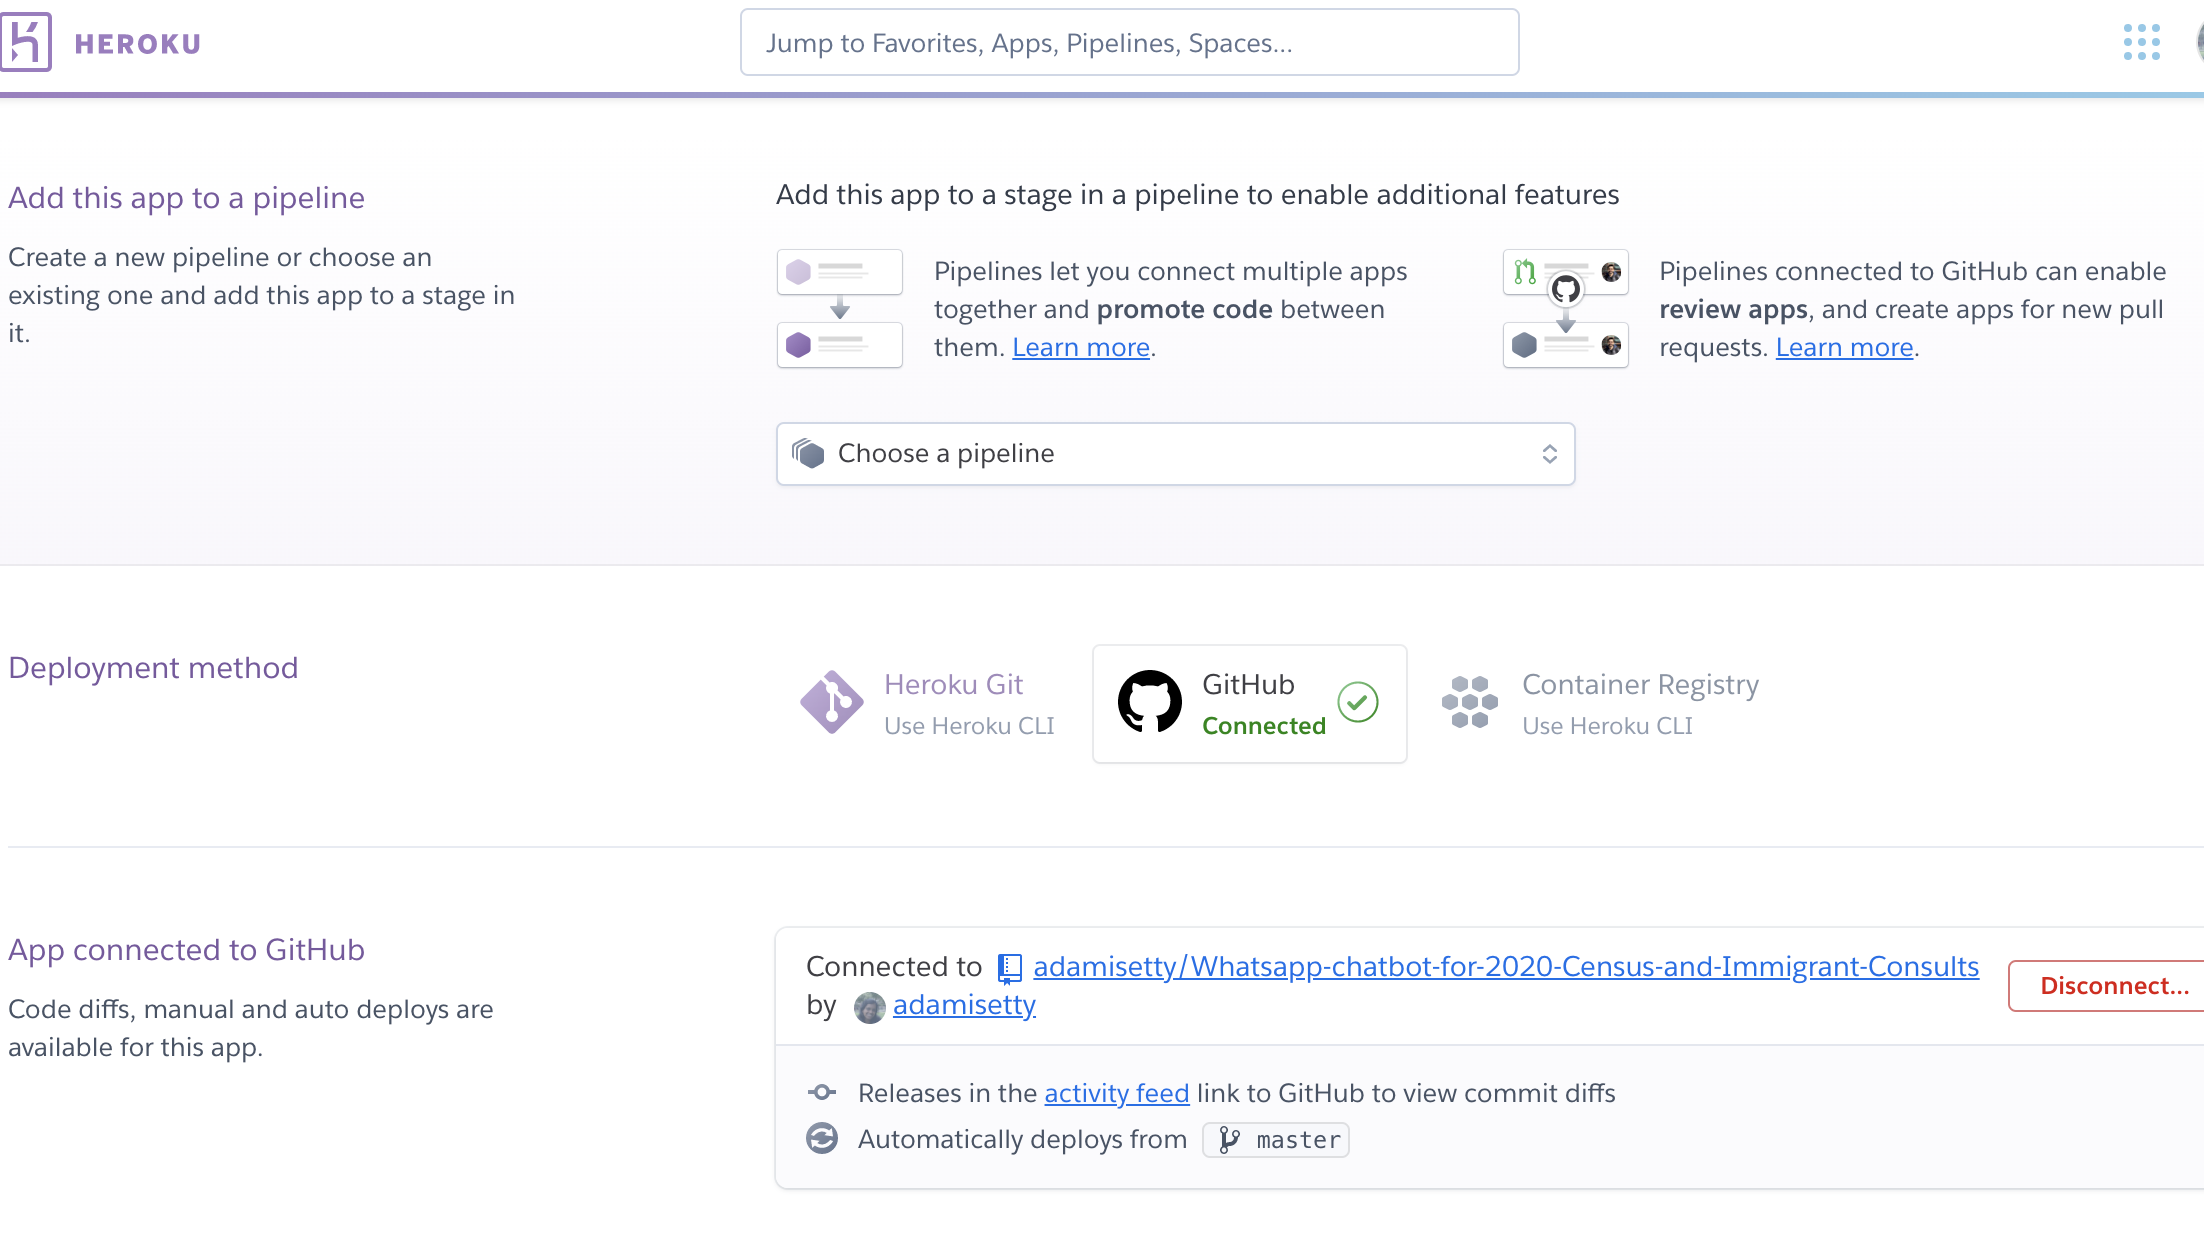 HEROKU
Jump to Favorites, Apps, Pipelines, Spaces...
Add this app to a pipeline
Create a new pipeline or choose an
existing one and add this app to a stage in
it.
Add this app to a stage in a pipeline to enable additional features
Pipelines let you connect multiple apps
together and promote code between
them. Learn more.
Pipelines connected to GitHub can enable
review apps, and create apps for new pull
requests. Learn more.
Choose a pipeline
Deployment method
Heroku Git
Use Heroku CLI
GitHub
Connected
Container Registry
Use Heroku CLI
App connected to GitHub
Code diffs, manual and auto deploys are
available for this app.
Connected to adamisetty/Whatsapp-chatbot-for-2020-Census-and-Immigrant-Consults
by adamisetty
Disconnect...
Releases in the activity feed link to GitHub to view commit diffs
Automatically deploys from master